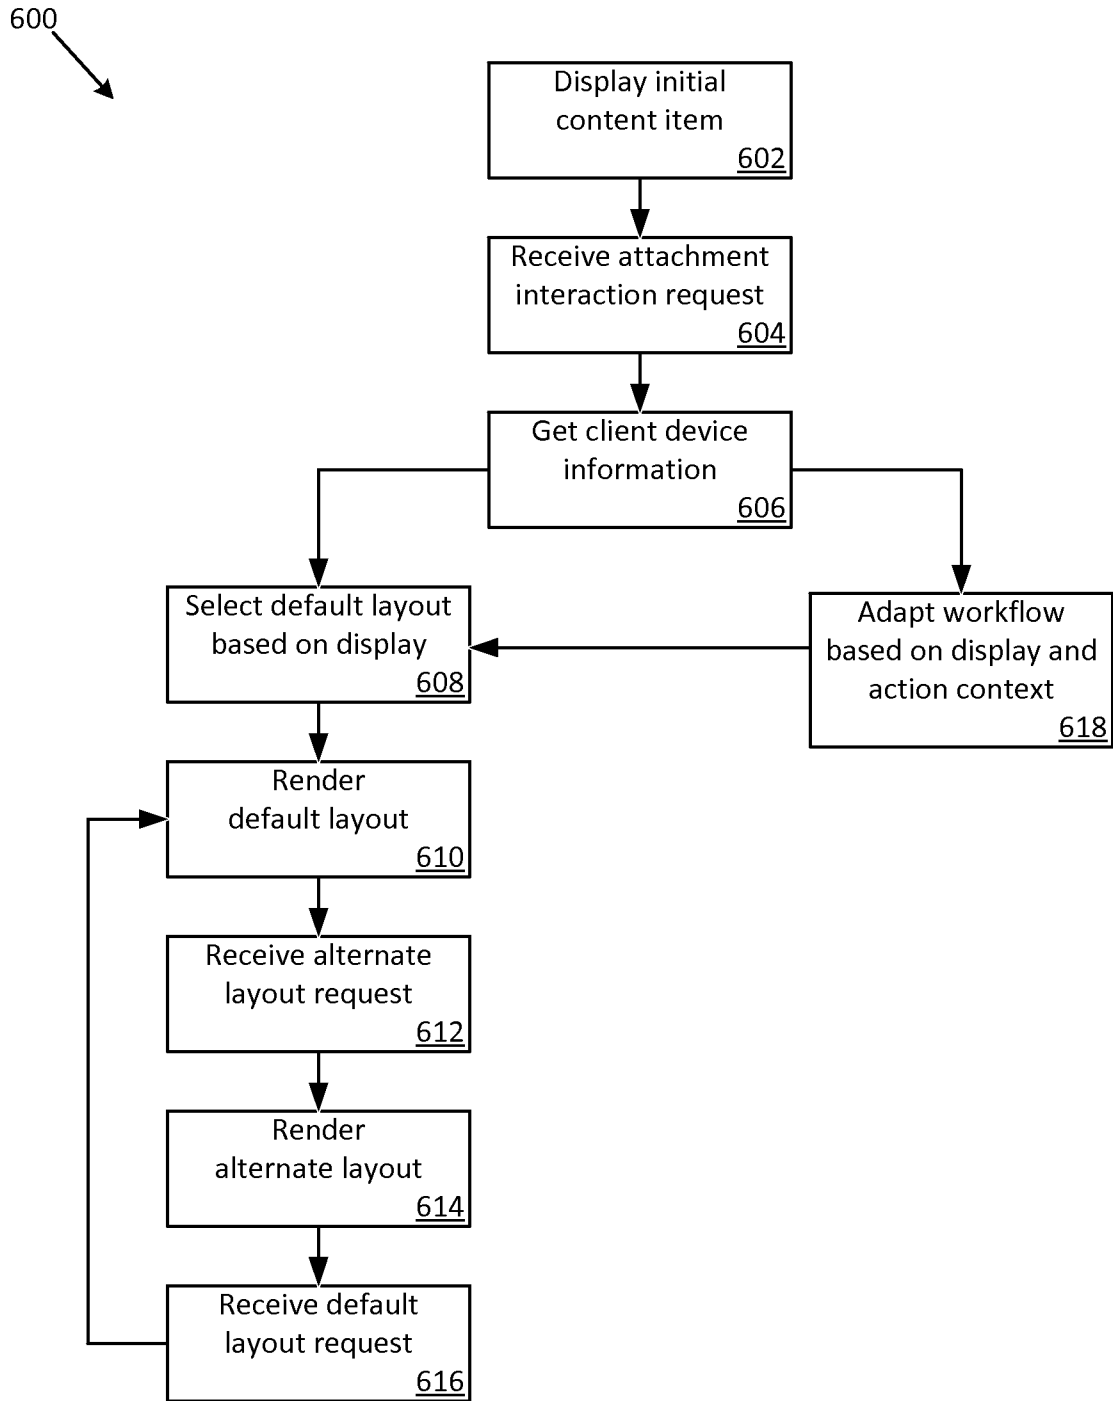 600
Display initial
content item
602
Receive attachment
interaction request
604
Get client device
information
606
Select default layout
based on display
608
Adapt workflow
based on display and
action context
618
Render
default layout
610
Receive alternate
layout request
612
Render
alternate layout
614
Receive default
layout request
616